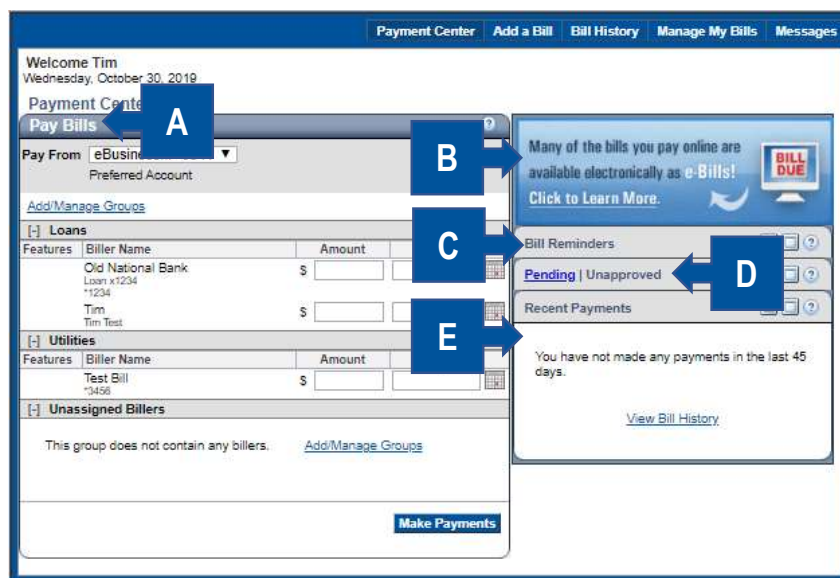 Payment Center Add a Bill Bill History Manage My Bills Messages
Welcome Tim
Wednesday, October 30, 2019
Payment
Pay Bills
A
?
Pay From
Preferred Account
Add/Manage Groups
[-] Loans
Features Biller Name Amount
Old National Bank $
Loan x1234
*1234
Tim $
Tim Test
[-] Utilities
Features Biller Name Amount
Test Bill $
*3456
[-] Unassigned Billers
This group does not contain any billers. Add/Manage Groups
Make Payments
B
Many of the bills you pay online are
available electronically as e-Bills!
Click to Learn More.
BILL
DUE
C
Bill Reminders ?
Pending | Unapproved ?
D
Recent Payments ?
E
You have not made any payments in the last 45
days.
View Bill History